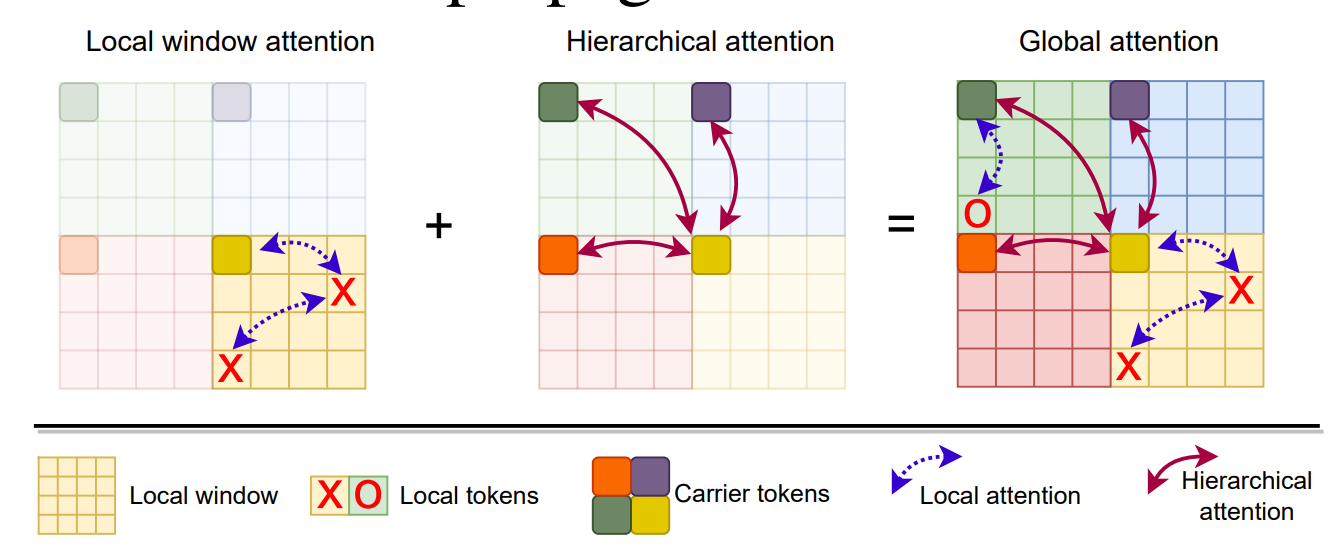 Local window attention
Hierarchical attention
Global attention
+
=
O
X
X
X
X
Local window
X O
Local tokens
Carrier tokens
Local attention
Hierarchical
attention